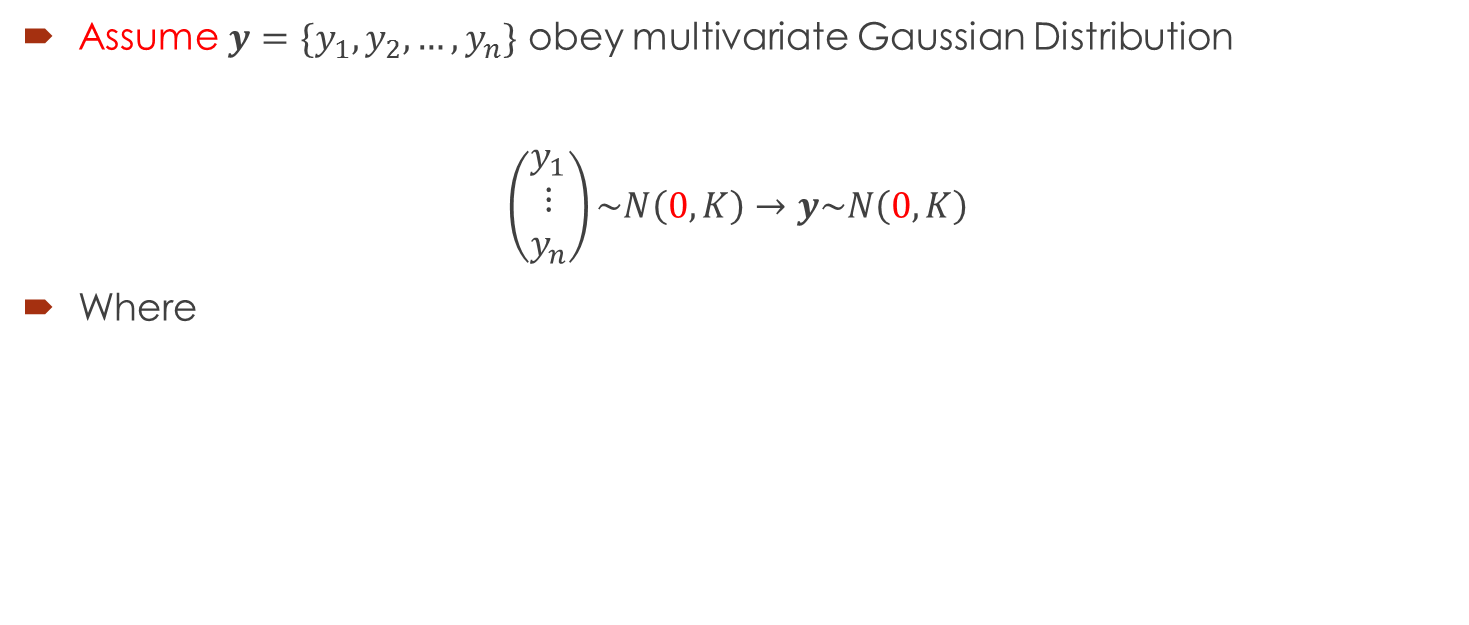 Assume y = {y₁, y₂, … , yₙ} obey multivariate Gaussian Distribution
(y₁ ⋮ yₙ) ~N(0, K) → y~N(0, K)
Where